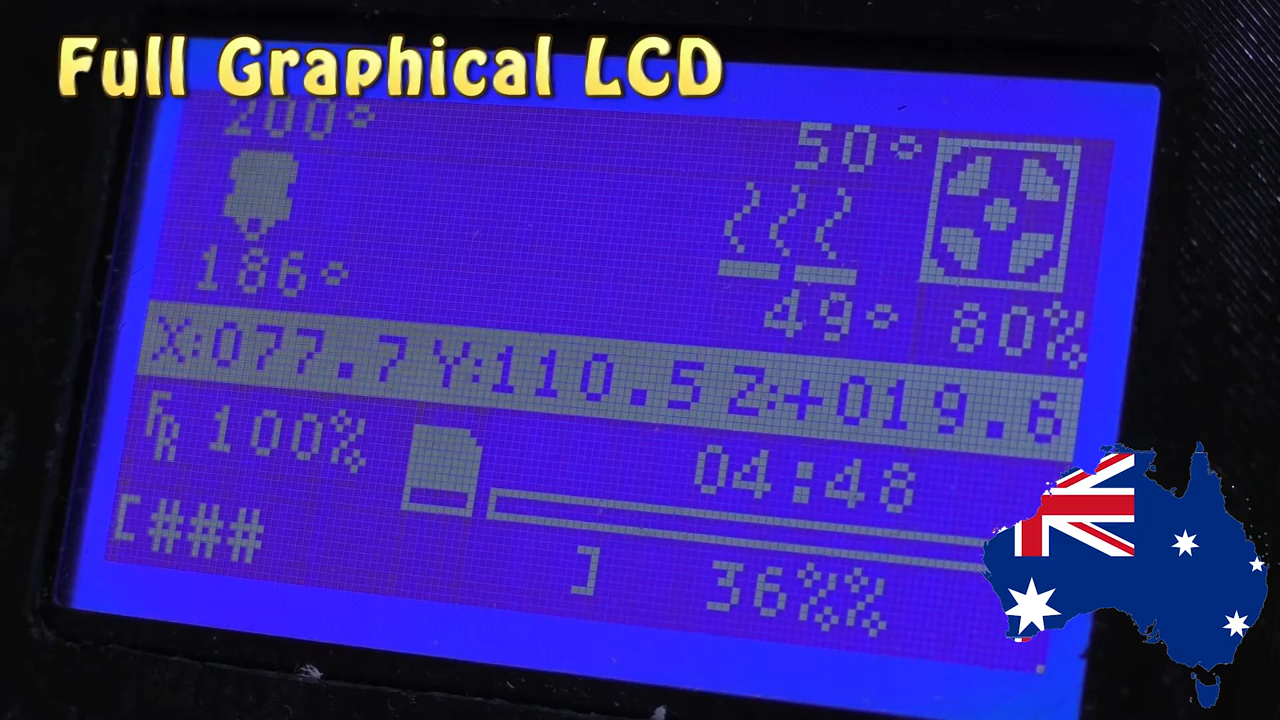 Full Graphical LCD
200° 50°
186° 49° 80%
X:077.7 Y:110.5 Z:+019.6
FR 100% 04:48
[### ] 36%%